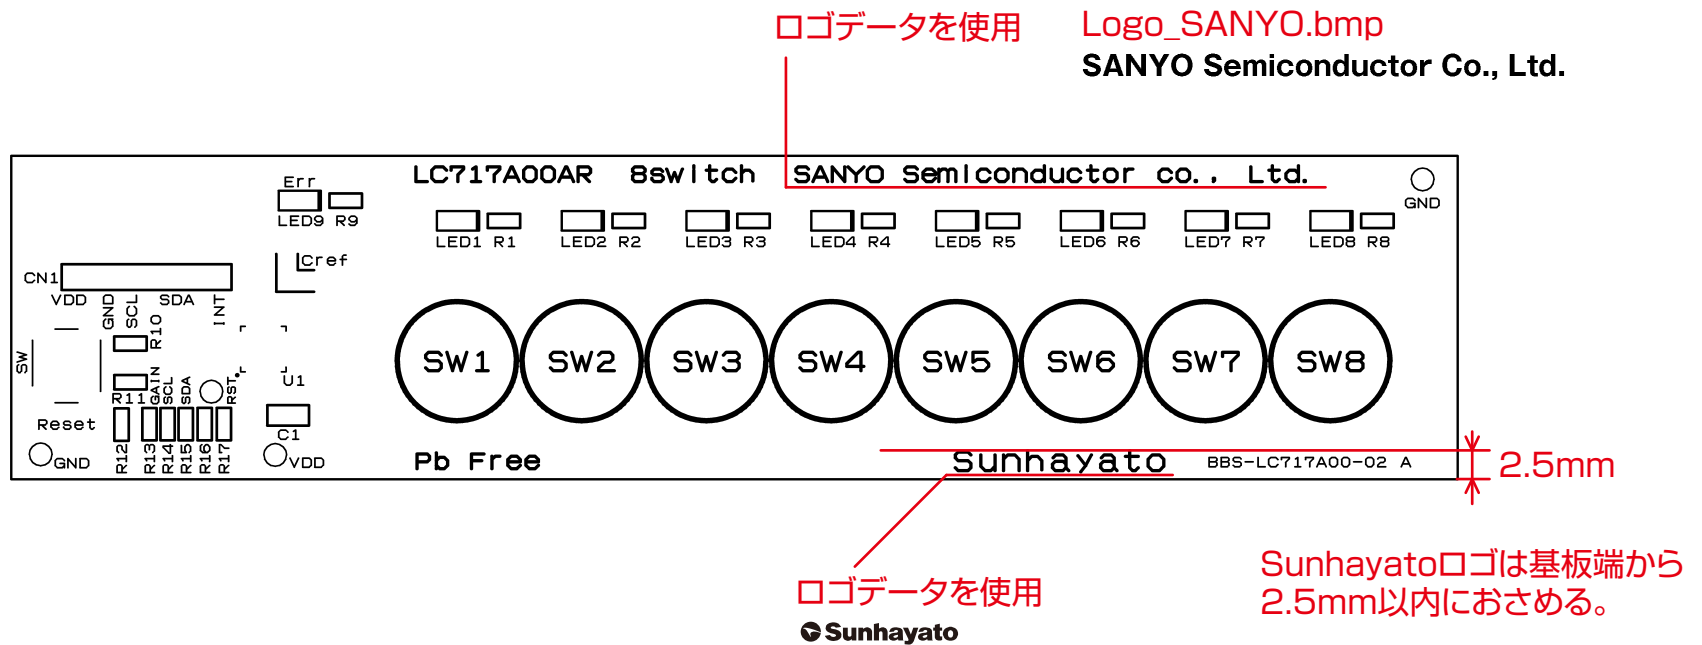 ロゴデータを使用
Logo_SANYO.bmp
SANYO Semiconductor Co., Ltd.
LC717A00AR 8switch SANYO Semiconductor co., Ltd.
Err
GND
LED9 R9
LED1 R1 LED2 R2 LED3 R3 LED4 R4 LED5 R5 LED6 R6 LED7 R7 LED8 R8
Cref
CN1
VDD GND SCL SDA INT
R10
SW
SW1 SW2 SW3 SW4 SW5 SW6 SW7 SW8
U1
R11 GAIN SCL SDA RST
Reset
C1
R12 R13 R14 R15 R16 R17
GND
VDD
Pb Free
Sunhayato BBS-LC717A00-02 A
2.5mm
ロゴデータを使用
Sunhayato
Sunhayatoロゴは基板端から
2.5mm以内におさめる。